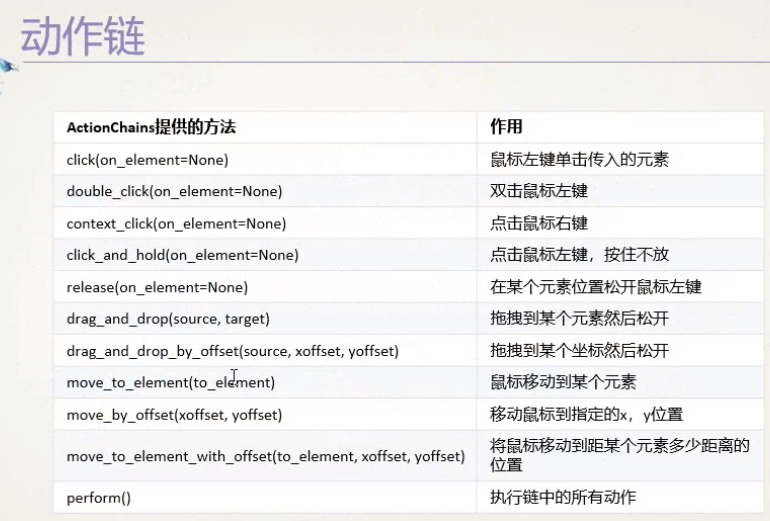 动作链
ActionChains提供的方法 作用
click(on_element=None) 鼠标左键单击传入的元素
double_click(on_element=None) 双击鼠标左键
context_click(on_element=None) 点击鼠标右键
click_and_hold(on_element=None) 点击鼠标左键，按住不放
release(on_element=None) 在某个元素位置松开鼠标左键
drag_and_drop(source, target) 拖拽到某个元素然后松开
drag_and_drop_by_offset(source, xoffset, yoffset) 拖拽到某个坐标然后松开
move_to_element(to_element) 鼠标移动到某个元素
move_by_offset(xoffset, yoffset) 移动鼠标到指定的x，y位置
move_to_element_with_offset(to_element, xoffset, yoffset) 将鼠标移动到距某个元素多少距离的
位置
perform() 执行链中的所有动作